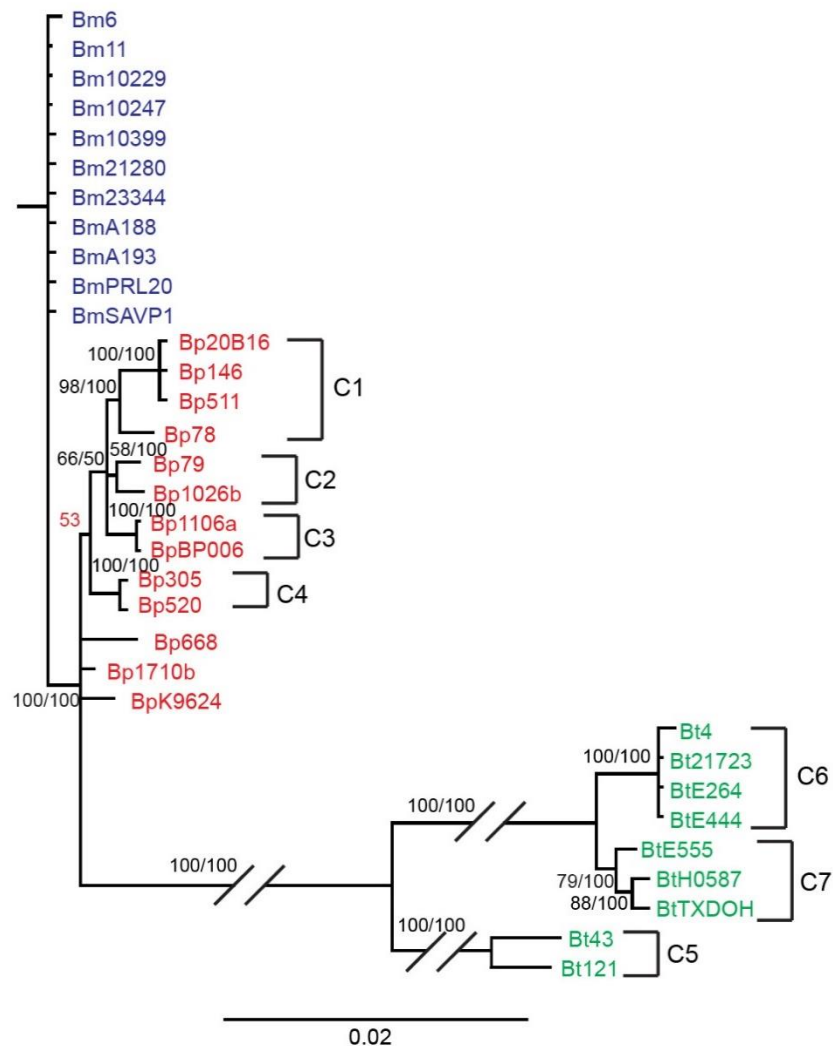 Bm6
Bm11
Bm10229
Bm10247
Bm10399
Bm21280
Bm23344
BmA188
BmA193
BmPRL20
BmSAVP1
Bp20B16
100/100
Bp146
98/100
C1
Bp511
Bp78
58/100
66/50
Bp79
C2
Bp1026b
100/100
53
Bp1106a
C3
BpBP006
100/100
Bp305
C4
Bp520
Bp668
Bp1710b
100/100
BpK9624
Bt4
100/100
Bt21723
C6
BtE264
100/100
BtE444
BtE555
100/100
79/100
BtH0587
C7
88/100
BtTXDOH
100/100
Bt43
C5
Bt121
0.02